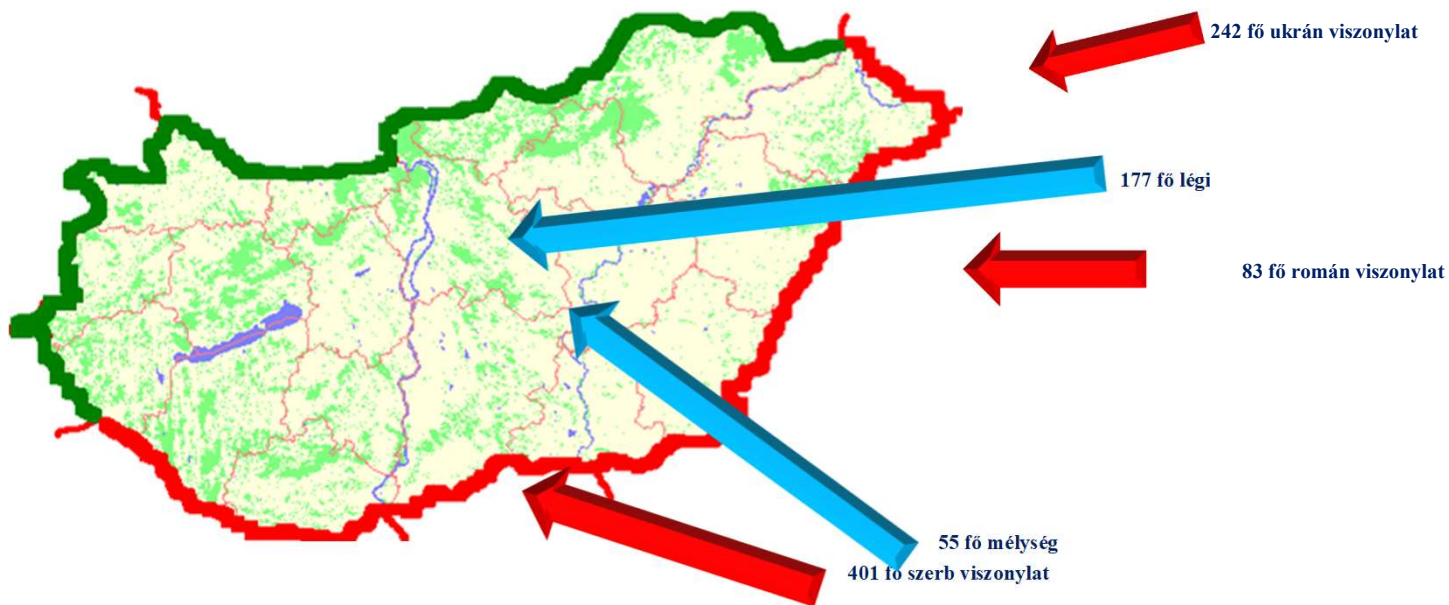 242 fő ukrán viszonylat
177 fő légi
83 fő román viszonylat
55 fő mélység
401 fő szerb viszonylat